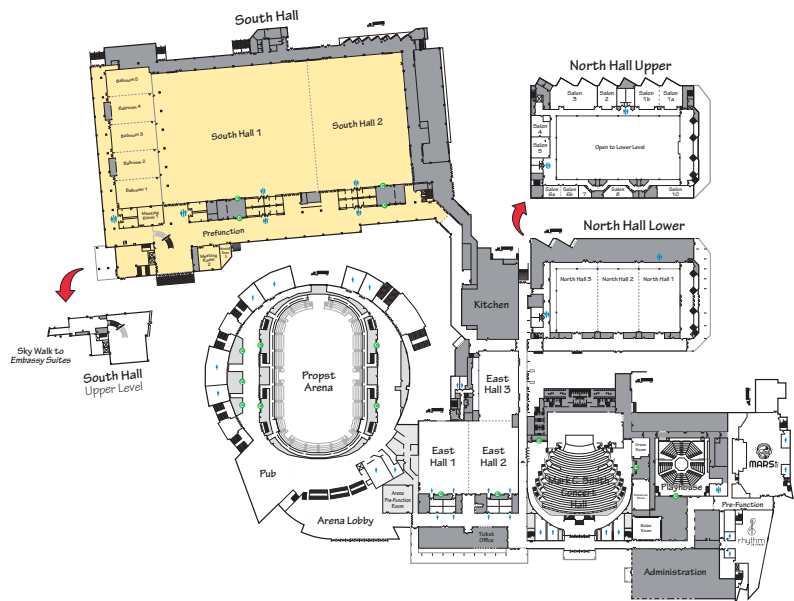 South Hall
Ballroom 5
Ballroom 4
Ballroom 3
Ballroom 2
Ballroom 1
South Hall 1
South Hall 2
Meeting
Room 1
Prefunction
Meeting
Room 2
North Hall Upper
Salon
3
Salon
2
Salon
1b
Salon
1a
Salon
4
Salon
5
Open to Lower Level
Salon
6a
Salon
6b
7
Salon
8
Salon
10
North Hall Lower
North Hall 3
North Hall 2
North Hall 1
Kitchen
Sky Walk to
Embassy Suites
South Hall
Upper Level
Propst
Arena
East
Hall 3
East
Hall 1
East
Hall 2
Pub
Arena Lobby
Arena
Pre-Function
Room
Ticket
Office
Mark C. Smith
Concert
Hall
Green
Room
Ballet
Room
Playhouse
MARS
Pre-Function
rhythm
Administration